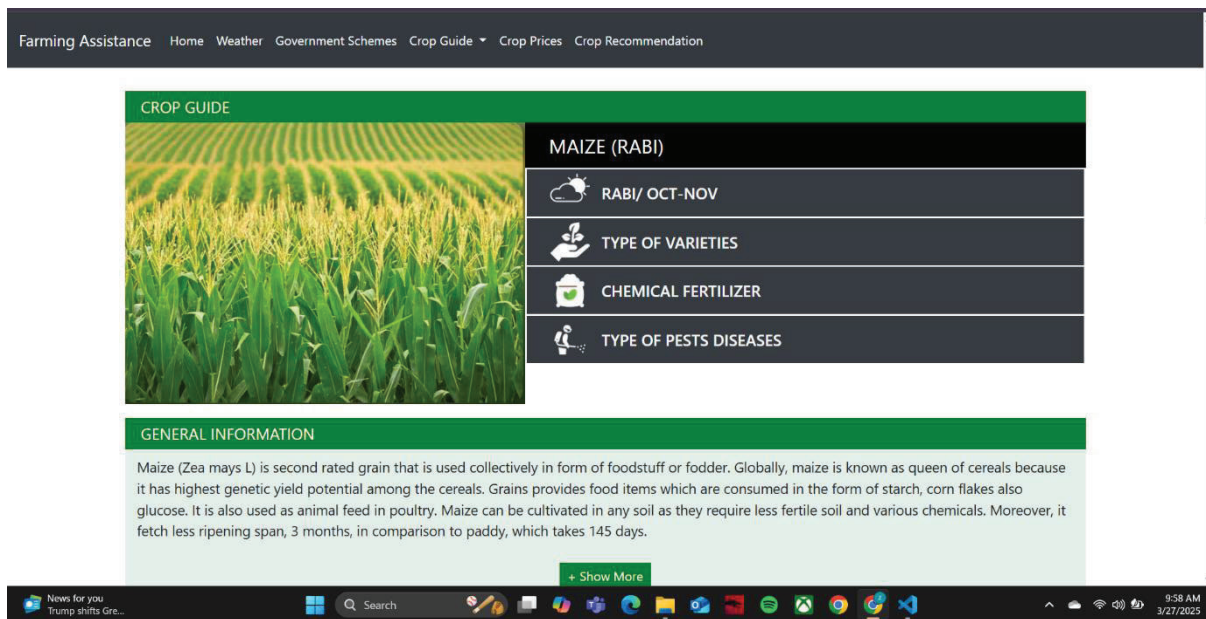 Farming Assistance Home Weather Government Schemes Crop Guide Crop Prices Crop Recommendation
CROP GUIDE
MAIZE (RABI)
RABI/ OCT-NOV
TYPE OF VARIETIES
CHEMICAL FERTILIZER
TYPE OF PESTS DISEASES
GENERAL INFORMATION
Maize (Zea mays L) is second rated grain that is used collectively in form of foodstuff or fodder. Globally, maize is known as queen of cereals because
it has highest genetic yield potential among the cereals. Grains provides food items which are consumed in the form of starch, corn flakes also
glucose. It is also used as animal feed in poultry. Maize can be cultivated in any soil as they require less fertile soil and various chemicals. Moreover, it
fetch less ripening span, 3 months, in comparison to paddy, which takes 145 days.
+ Show More
News for you
Trump shifts Gre...
Search
9:58 AM
3/27/2025